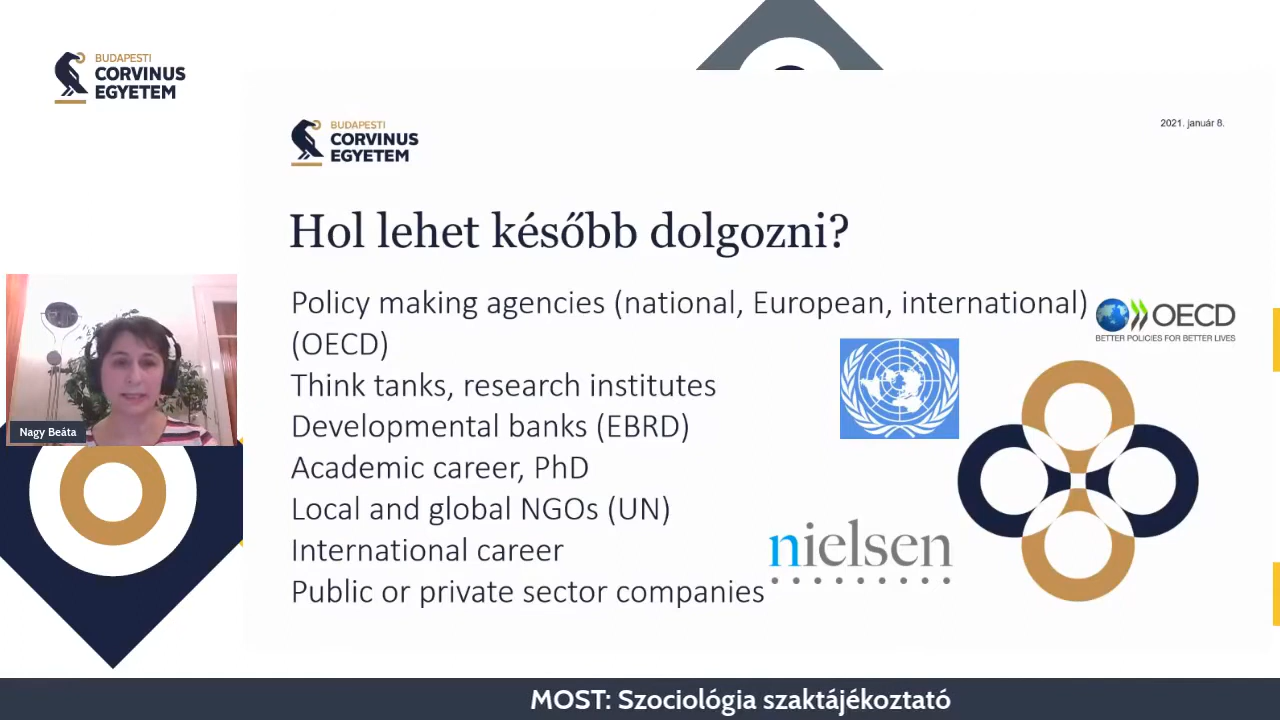 BUDAPESTI
CORVINUS
EGYETEM
BUDAPESTI
CORVINUS
EGYETEM
2021. január 8.
Hol lehet később dolgozni?
Policy making agencies (national, European, international)
(OECD)
Think tanks, research institutes
Developmental banks (EBRD)
Academic career, PhD
Local and global NGOs (UN)
International career
Public or private sector companies
OECD
BETTER POLICIES FOR BETTER LIVES
nielsen
Nagy Beáta
MOST: Szociológia szaktájékoztató